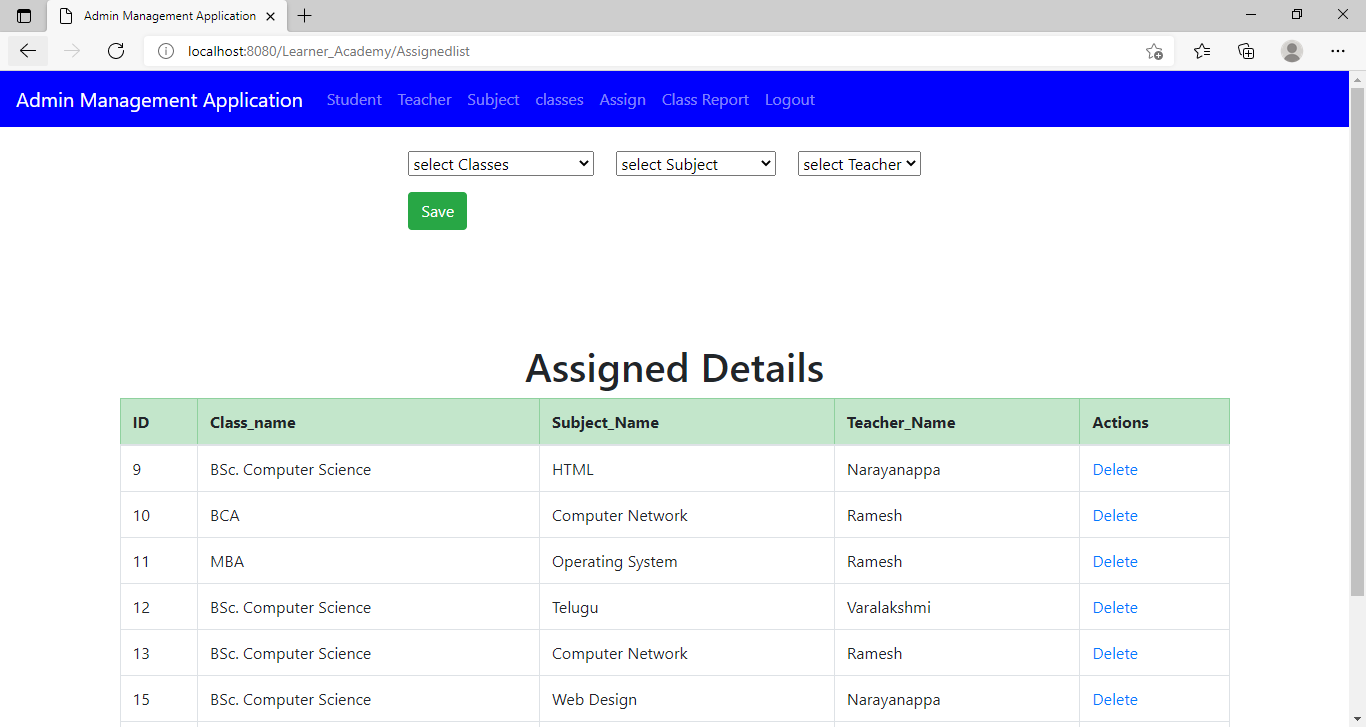 Admin Management Application
localhost:8080/Learner_Academy/Assignedlist
Admin Management Application Student Teacher Subject classes Assign Class Report Logout
select Classes select Subject select Teacher
Save
Assigned Details
ID Class_name Subject_Name Teacher_Name Actions
9 BSc. Computer Science HTML Narayanappa Delete
10 BCA Computer Network Ramesh Delete
11 MBA Operating System Ramesh Delete
12 BSc. Computer Science Telugu Varalakshmi Delete
13 BSc. Computer Science Computer Network Ramesh Delete
15 BSc. Computer Science Web Design Narayanappa Delete